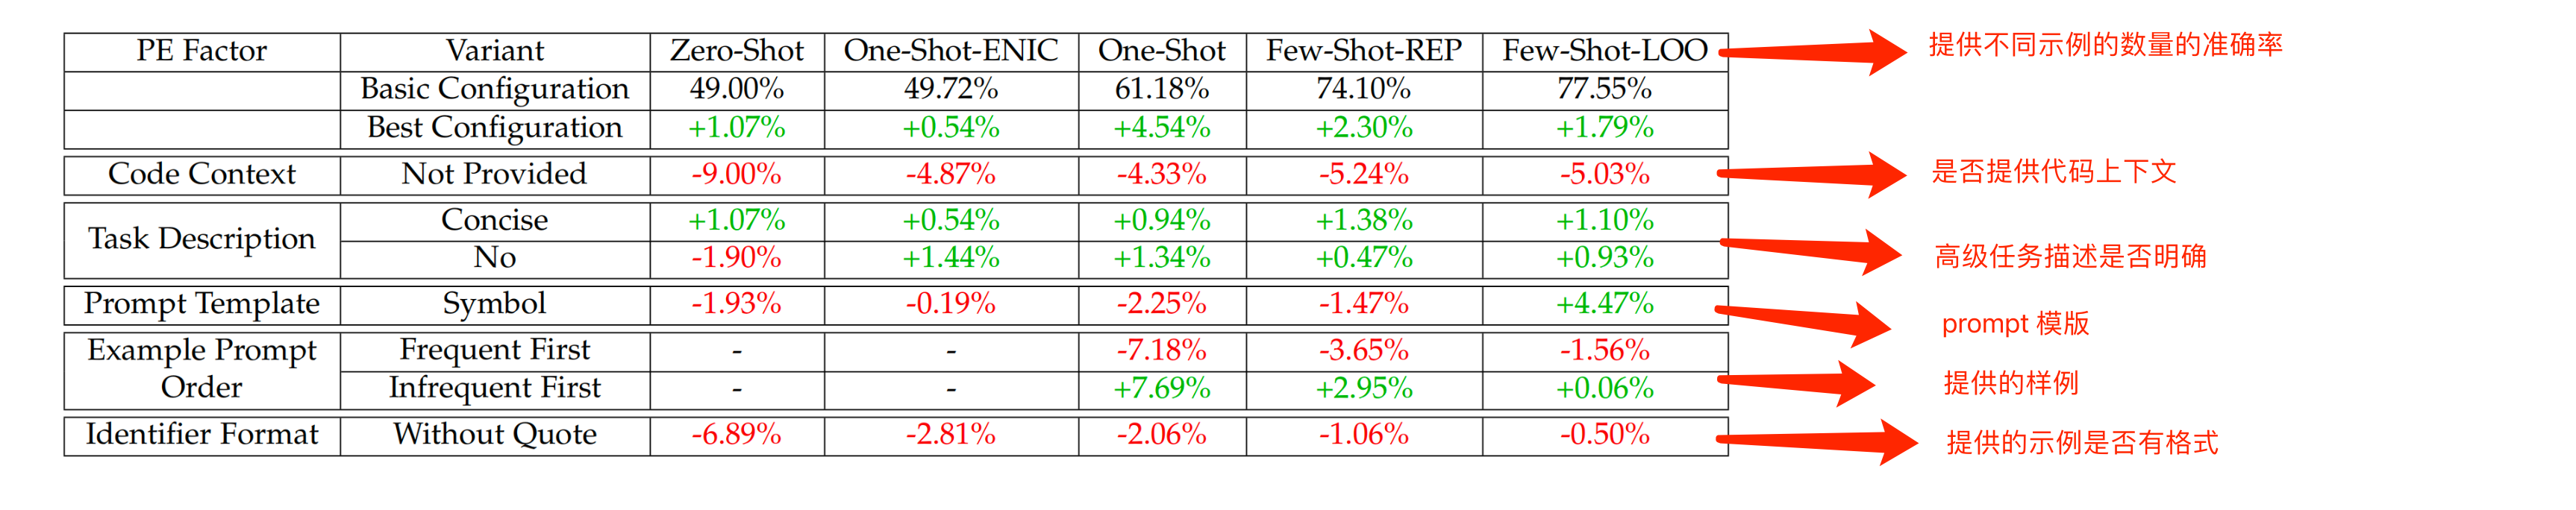 PE Factor Variant Zero-Shot One-Shot-ENIC One-Shot Few-Shot-REP Few-Shot-LOO 提供不同示例的数量的准确率
Basic Configuration 49.00% 49.72% 61.18% 74.10% 77.55%
Best Configuration +1.07% +0.54% +4.54% +2.30% +1.79%
Code Context Not Provided -9.00% -4.87% -4.33% -5.24% -5.03% 是否提供代码上下文
Task Description Concise +1.07% +0.54% +0.94% +1.38% +1.10%
No -1.90% +1.44% +1.34% +0.47% +0.93% 高级任务描述是否明确
Prompt Template Symbol -1.93% -0.19% -2.25% -1.47% +4.47% prompt 模版
Example Prompt Order Frequent First - - -7.18% -3.65% -1.56%
Infrequent First - - +7.69% +2.95% +0.06% 提供的样例
Identifier Format Without Quote -6.89% -2.81% -2.06% -1.06% -0.50% 提供的示例是否有格式